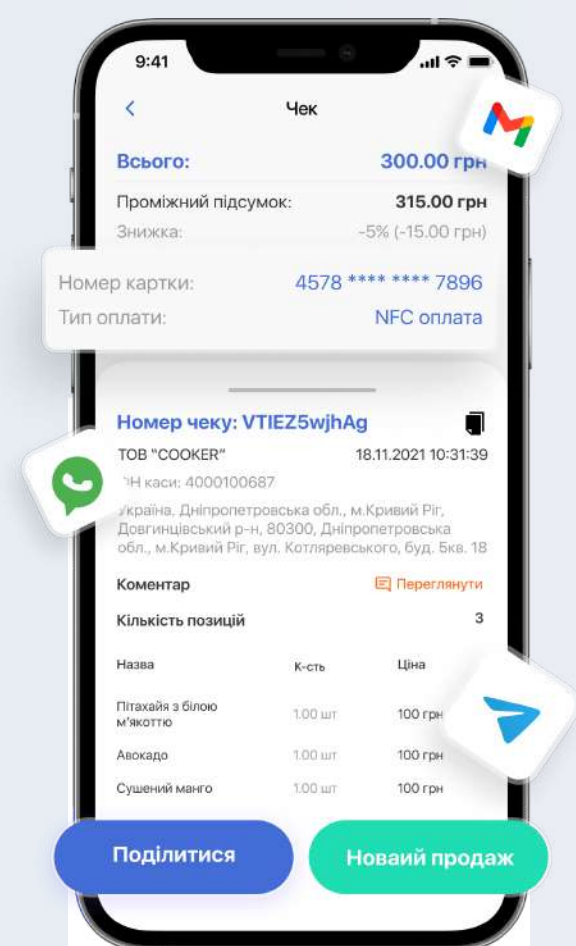 9:41
Чек
Всього: 300.00 грн
Проміжний підсумок: 315.00 грн
Знижка: -5% (-15.00 грн)
Номер картки: 4578 **** **** 7896
Тип оплати: NFC оплата
Номер чеку: VTIEZ5wjhAg
ТОВ "COOKER" 18.11.2021 10:31:39
каси: 4000100687
Україна, Дніпропетровська обл., м.Кривий Ріг,
Довгинцівський р-н, 80300, Дніпропетровська
обл., м.Кривий Ріг, вул. Котляревського, буд. 5кв. 18
Коментар Переглянути
Кількість позицій 3
Назва К-сть Ціна
Пітахайя з білою
м'якоттю 1.00 шт 100 грн
Авокадо 1.00 шт 100 грн
Сушений манго 1.00 шт 100 грн
Поділитися Новаий продаж